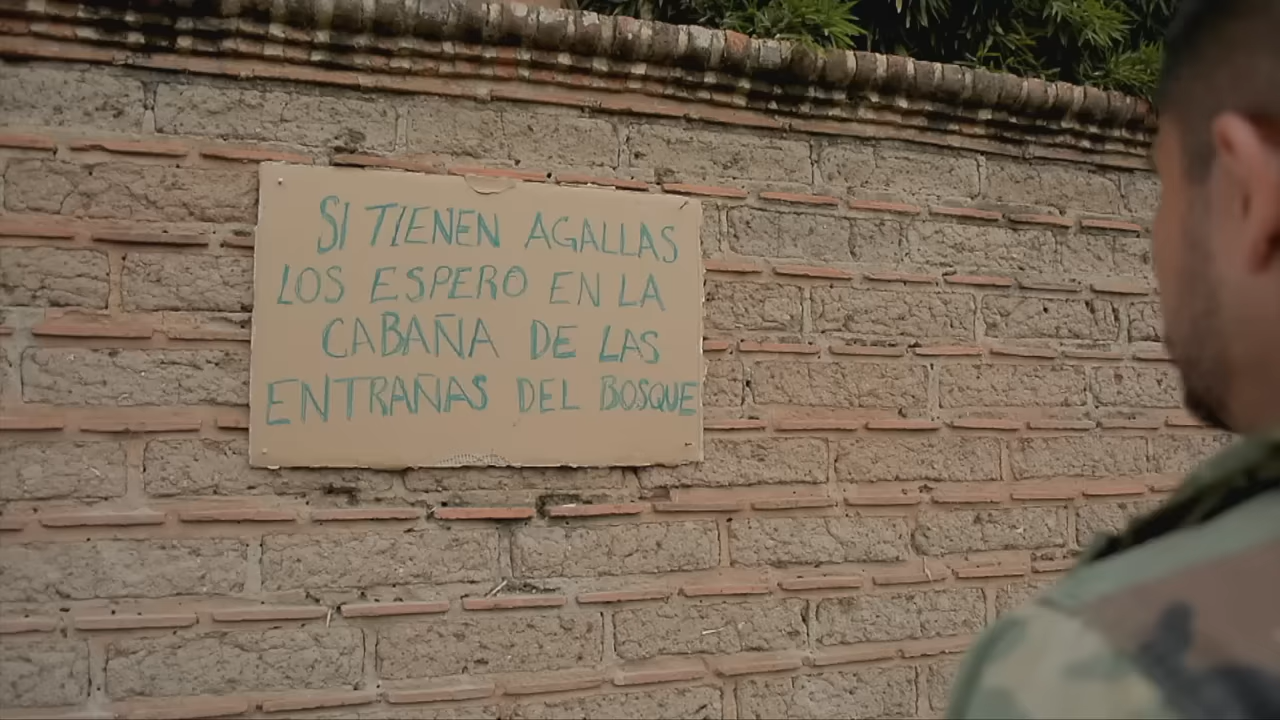 SI TIENEN AGALLAS
LOS ESPERO EN LA
CABAÑA DE LAS
ENTRAÑAS DEL BOSQUE